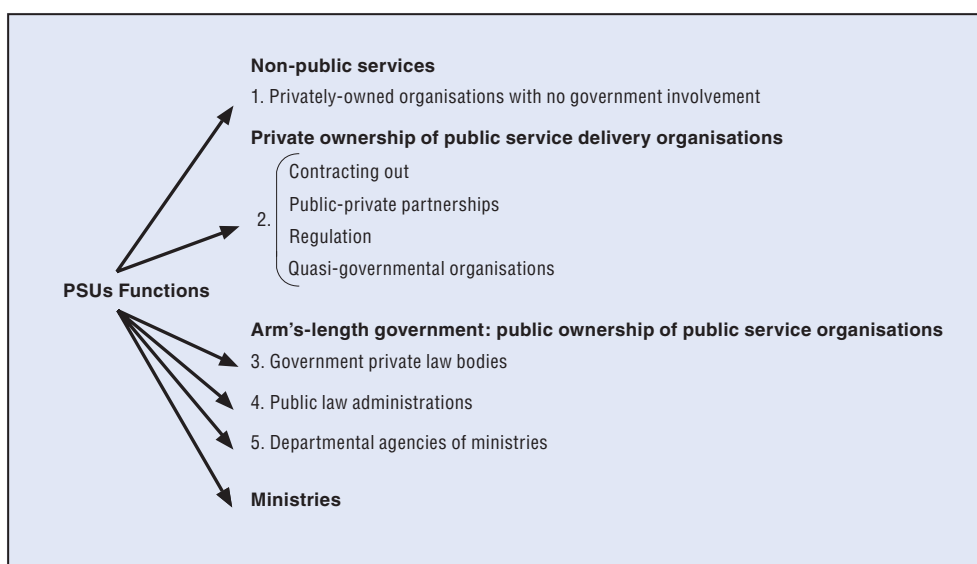 Non-public services
1. Privately-owned organisations with no government involvement
Private ownership of public service delivery organisations
2.
Contracting out
Public-private partnerships
Regulation
Quasi-governmental organisations
PSUs Functions
Arm's-length government: public ownership of public service organisations
3. Government private law bodies
4. Public law administrations
5. Departmental agencies of ministries
Ministries